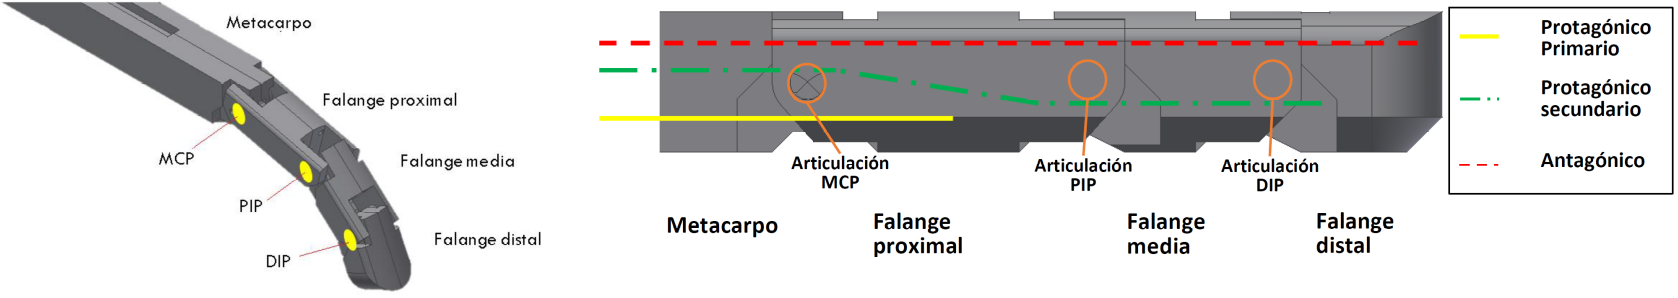 Metacarpo
Falange proximal
MCP
Falange media
PIP
Falange distal
DIP
Articulación
MCP
Articulación
PIP
Articulación
DIP
Metacarpo
Falange
proximal
Falange
media
Falange
distal
Protagónico
Primario
Protagónico
secundario
Antagónico